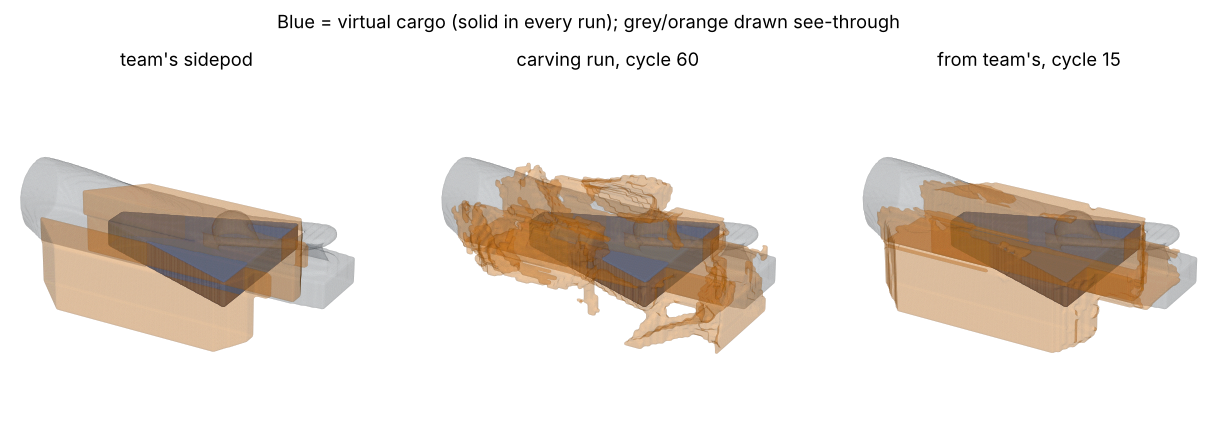 Blue = virtual cargo (solid in every run); grey/orange drawn see-through
team's sidepod
carving run, cycle 60
from team's, cycle 15